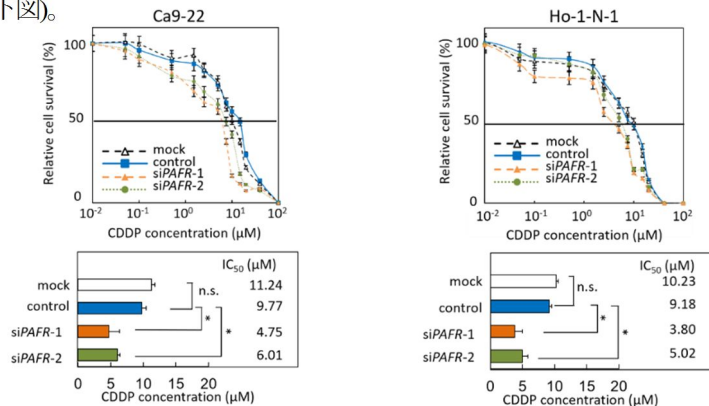 下図)。
Ca9-22
Relative cell survival (%)
100
50
0
mock
control
siPAFR-1
siPAFR-2
10-2 10-1 100 101 102
CDDP concentration (µM)
IC50 (µM)
mock n.s. 11.24
control * 9.77
siPAFR-1 * 4.75
siPAFR-2 6.01
0 5 10 15 20
CDDP concentration (µM)
Ho-1-N-1
Relative cell survival (%)
100
50
0
mock
control
siPAFR-1
siPAFR-2
10-2 10-1 100 101 102
CDDP concentration (µM)
IC50 (µM)
mock n.s. 10.23
control * 9.18
siPAFR-1 * 3.80
siPAFR-2 5.02
0 5 10 15 20
CDDP concentration (µM)